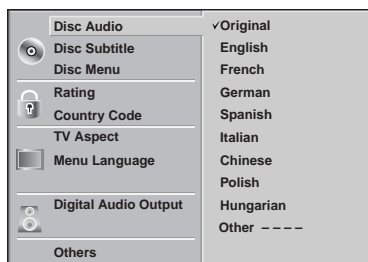 Disc Audio
Disc Subtitle
Disc Menu
Rating
Country Code
TV Aspect
Menu Language
Digital Audio Output
Others
✓Original
English
French
German
Spanish
Italian
Chinese
Polish
Hungarian
Other – – – –